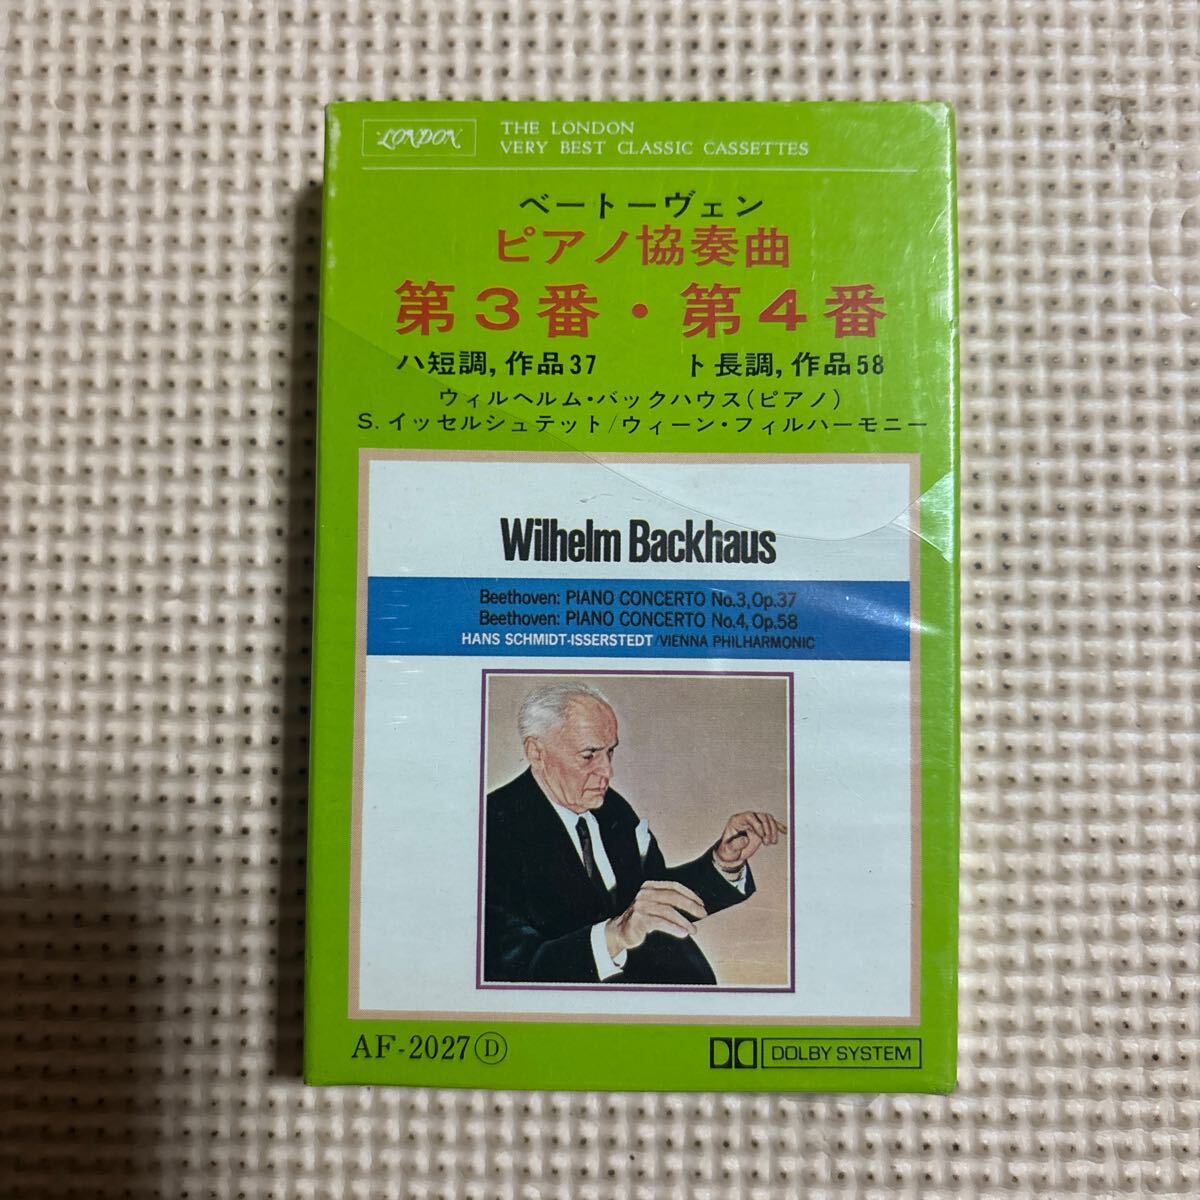 LONDON
THE LONDON
VERY BEST CLASSIC CASSETTES
ベートーヴェン
ピアノ協奏曲
第3番・第4番
ハ短調,作品37 ト長調,作品58
ウィルヘルム・バックハウス(ピアノ)
S.イッセルシュテット/ウィーン・フィルハーモニー
Wilhelm Backhaus
Beethoven: PIANO CONCERTO No.3,Op.37
Beethoven: PIANO CONCERTO No.4,Op.58
HANS SCHMIDT-ISSERSTEDT/VIENNA PHILHARMONIC
AF-2027Ⓓ
DOLBY SYSTEM